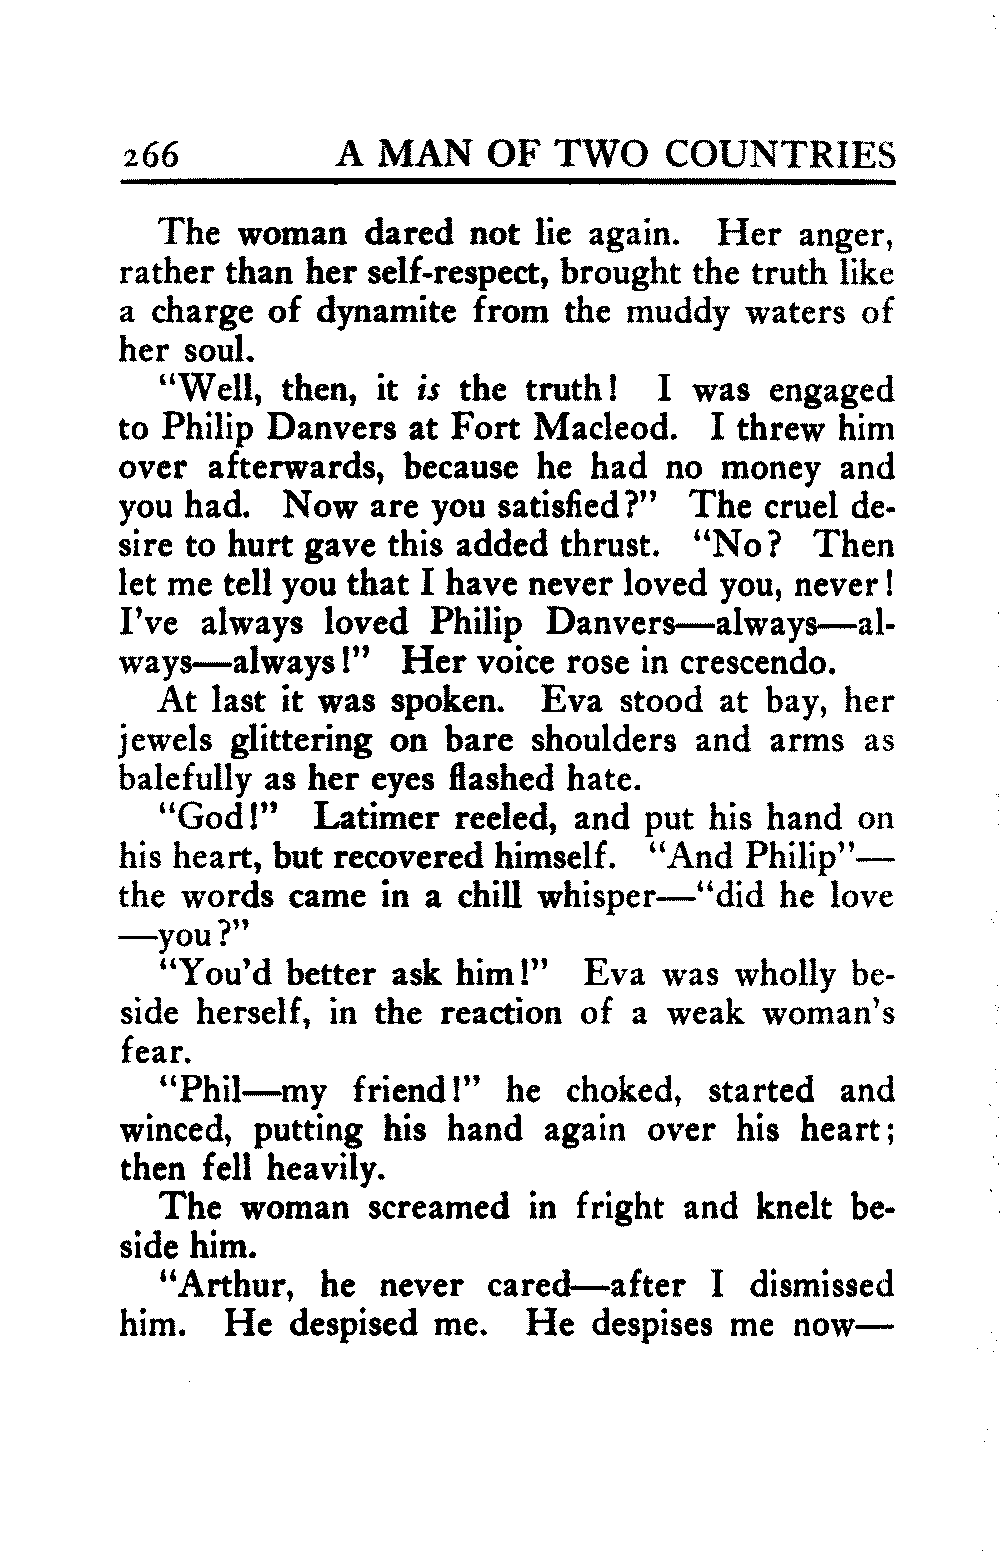 266 A MAN OF TWO COUNTRIES
The woman dared not lie again. Her anger,
rather than her self-respect, brought the truth like
a charge of dynamite from the muddy waters of
her soul.
"Well, then, it is the truth! I was engaged
to Philip Danvers at Fort Macleod. I threw him
over afterwards, because he had no money and
you had. Now are you satisfied?" The cruel de-
sire to hurt gave this added thrust. "No? Then
let me tell you that I have never loved you, never!
I've always loved Philip Danvers—always—al-
ways—always!" Her voice rose in crescendo.
At last it was spoken. Eva stood at bay, her
jewels glittering on bare shoulders and arms as
balefully as her eyes flashed hate.
"God!" Latimer reeled, and put his hand on
his heart, but recovered himself. "And Philip"—
the words came in a chill whisper—"did he love
—you?"
"You'd better ask him!" Eva was wholly be-
side herself, in the reaction of a weak woman's
fear.
"Phil—my friend!" he choked, started and
winced, putting his hand again over his heart;
then fell heavily.
The woman screamed in fright and knelt be-
side him.
"Arthur, he never cared—after I dismissed
him. He despised me. He despises me now—